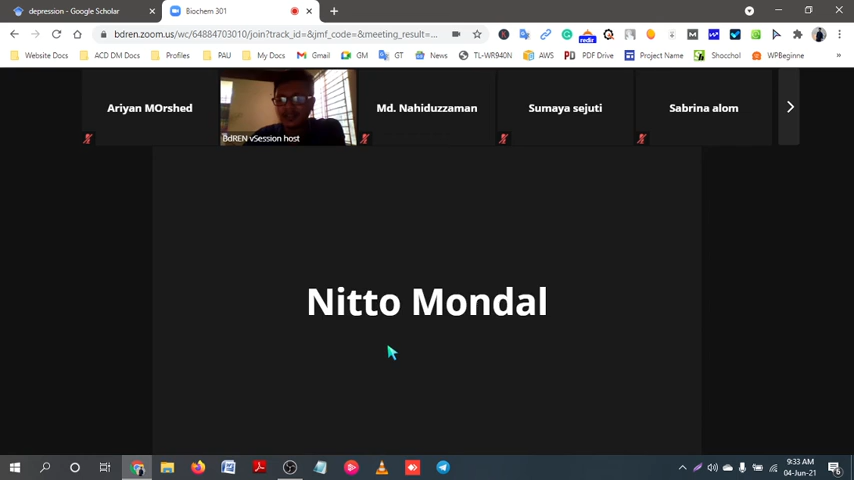 depression - Google Scholar
Biochem 301
bdren.zoom.us/wc/64884703010/join?track_id=&jmf_code=&meeting_result=...
Website Docs ACD DM Docs Profiles PAU My Docs Gmail GM GT News TL-WR940N AWS PDF Drive Project Name Shocchol WPBeginne
redir
Ariyan MOrshed
BdREN vSession host
Md. Nahiduzzaman
Sumaya sejuti
Sabrina alom
Nitto Mondal
9:33 AM
04-Jun-21